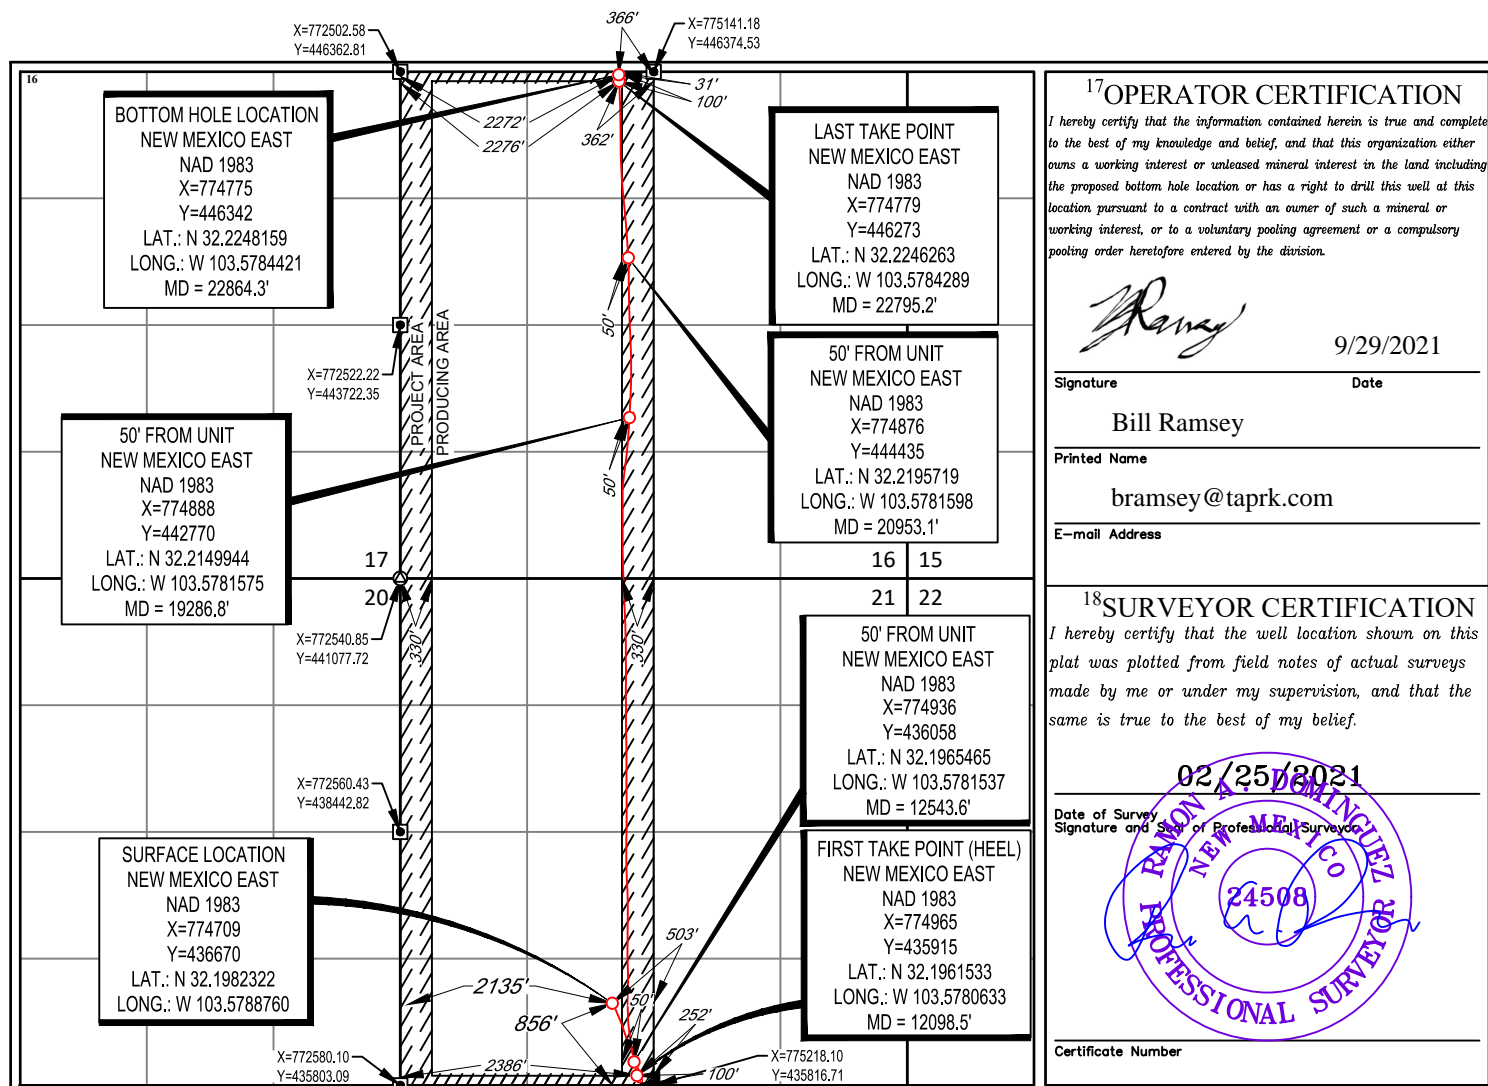 366'
X=772502.58
Y=446362.81
X=775141.18
Y=446374.53
16
31'
100'
2272'
2276'
362'
BOTTOM HOLE LOCATION
NEW MEXICO EAST
NAD 1983
X=774775
Y=446342
LAT.: N 32.2248159
LONG.: W 103.5784421
MD = 22864.3'
LAST TAKE POINT
NEW MEXICO EAST
NAD 1983
X=774779
Y=446273
LAT.: N 32.2246263
LONG.: W 103.5784289
MD = 22795.2'
50'
X=772522.22
Y=443722.35
PROJECT AREA
PRODUCING AREA
50' FROM UNIT
NEW MEXICO EAST
NAD 1983
X=774876
Y=444435
LAT.: N 32.2195719
LONG.: W 103.5781598
MD = 20953.1'
50' FROM UNIT
NEW MEXICO EAST
NAD 1983
X=774888
Y=442770
LAT.: N 32.2149944
LONG.: W 103.5781575
MD = 19286.8'
50'
17
16
15
20
21
22
X=772540.85
Y=441077.72
330'
330'
50' FROM UNIT
NEW MEXICO EAST
NAD 1983
X=774936
Y=436058
LAT.: N 32.1965465
LONG.: W 103.5781537
MD = 12543.6'
X=772560.43
Y=438442.82
SURFACE LOCATION
NEW MEXICO EAST
NAD 1983
X=774709
Y=436670
LAT.: N 32.1982322
LONG.: W 103.5788760
FIRST TAKE POINT (HEEL)
NEW MEXICO EAST
NAD 1983
X=774965
Y=435915
LAT.: N 32.1961533
LONG.: W 103.5780633
MD = 12098.5'
503'
2135'
50'
856'
252'
X=772580.10
Y=435803.09
2386'
100'
X=775218.10
Y=435816.71
17 OPERATOR CERTIFICATION
I hereby certify that the information contained herein is true and complete
to the best of my knowledge and belief, and that this organization either
owns a working interest or unleased mineral interest in the land including
the proposed bottom hole location or has a right to drill this well at this
location pursuant to a contract with an owner of such a mineral or
working interest, or to a voluntary pooling agreement or a compulsory
pooling order heretofore entered by the division.
9/29/2021
Signature Date
Bill Ramsey
Printed Name
bramsey@taprk.com
E-mail Address
18 SURVEYOR CERTIFICATION
I hereby certify that the well location shown on this
plat was plotted from field notes of actual surveys
made by me or under my supervision, and that the
same is true to the best of my belief.
02/25/2021
Date of Survey
Signature and Seal of Professional Surveyor:
RAMON A. DOMINGUEZ
NEW MEXICO
24508
PROFESSIONAL SURVEYOR
Certificate Number